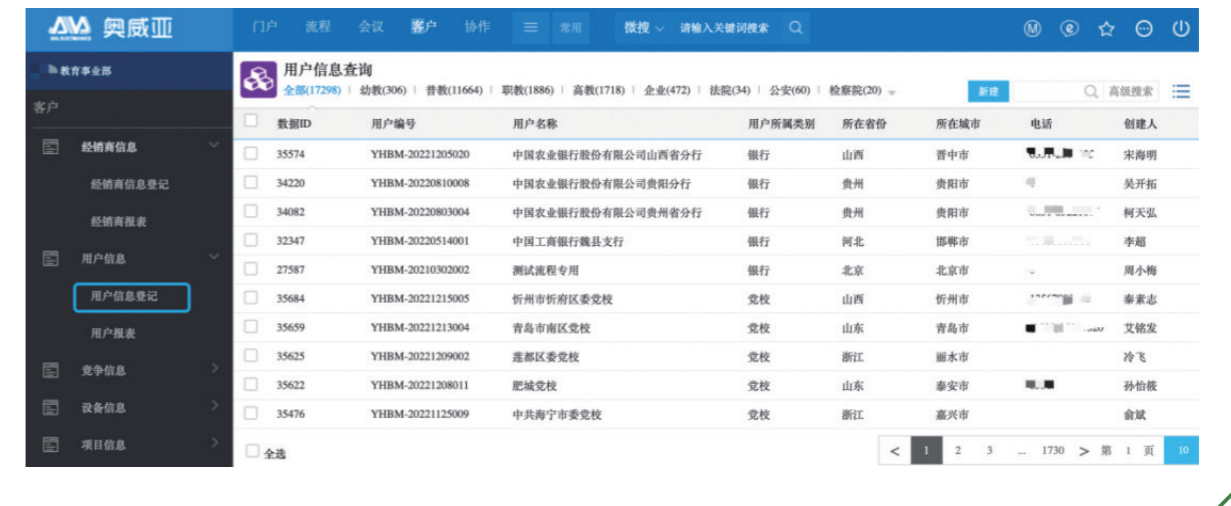 AVA 奥威亚
门户 流程 会议 客户 协作 常用 微搜 请输入关键词搜索
教育事业部
客户
经销商信息
经销商信息登记
经销商报表
用户信息
用户信息登记
用户报表
竞争信息
设备信息
项目信息
用户信息查询
全部(17298) 幼教(306) 普教(11664) 职教(1886) 高教(1718) 企业(472) 法院(34) 公安(60) 检察院(20) 新建 高级搜索
数据ID 用户编号 用户名称 用户所属类别 所在省份 所在城市 电话 创建人
35574 YHBM-20221205020 中国农业银行股份有限公司山西省分行 银行 山西 晋中市 宋海明
34220 YHBM-20220810008 中国农业银行股份有限公司贵阳分行 银行 贵州 贵阳市 吴开拓
34082 YHBM-20220803004 中国农业银行股份有限公司贵州省分行 银行 贵州 贵阳市 柯天弘
32347 YHBM-20220514001 中国工商银行魏县支行 银行 河北 邯郸市 李超
27587 YHBM-20210302002 测试流程专用 银行 北京 北京市 周小梅
35684 YHBM-20221215005 忻州市忻府区委党校 党校 山西 忻州市 秦素志
35659 YHBM-20221213004 青岛市南区党校 党校 山东 青岛市 艾铭发
35625 YHBM-20221209002 莲都区委党校 党校 浙江 丽水市 冷飞
35622 YHBM-20221208011 肥城党校 党校 山东 泰安市 孙怡筱
35476 YHBM-20221125009 中共海宁市委党校 党校 浙江 嘉兴市 俞斌
全选 < 1 2 3 ... 1730 > 第 1 页 10